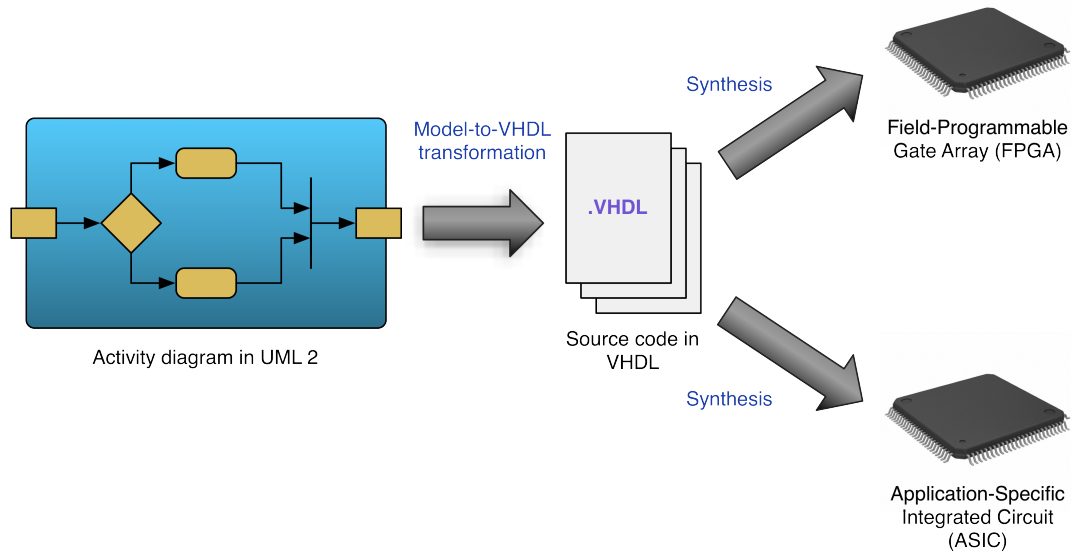 Activity diagram in UML 2
Model-to-VHDL
transformation
.VHDL
Source code in
VHDL
Synthesis
Field-Programmable
Gate Array (FPGA)
Synthesis
Application-Specific
Integrated Circuit
(ASIC)